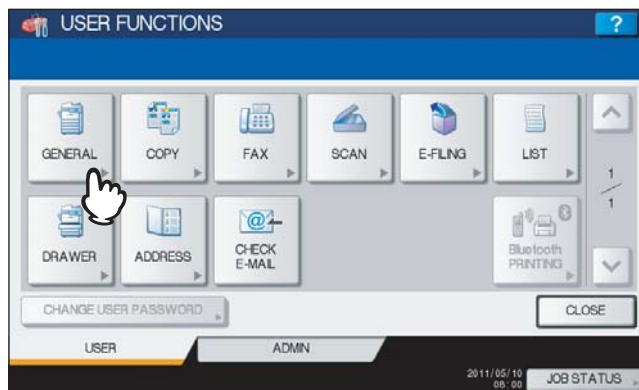 USER FUNCTIONS
?
GENERAL
COPY
FAX
SCAN
E-FILING
LIST
1
1
DRAWER
ADDRESS
@
CHECK
E-MAIL
Bluetooth
PRINTING
CHANGE USER PASSWORD
CLOSE
USER
ADMIN
2011/05/10
06:00
JOB STATUS